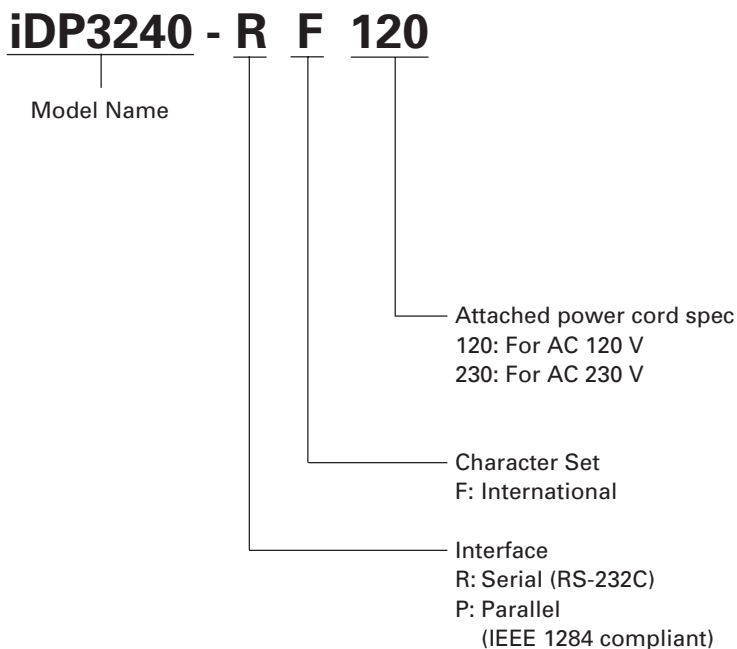 iDP3240 - R F 120
Model Name
Attached power cord spec
120: For AC 120 V
230: For AC 230 V
Character Set
F: International
Interface
R: Serial (RS-232C)
P: Parallel
(IEEE 1284 compliant)